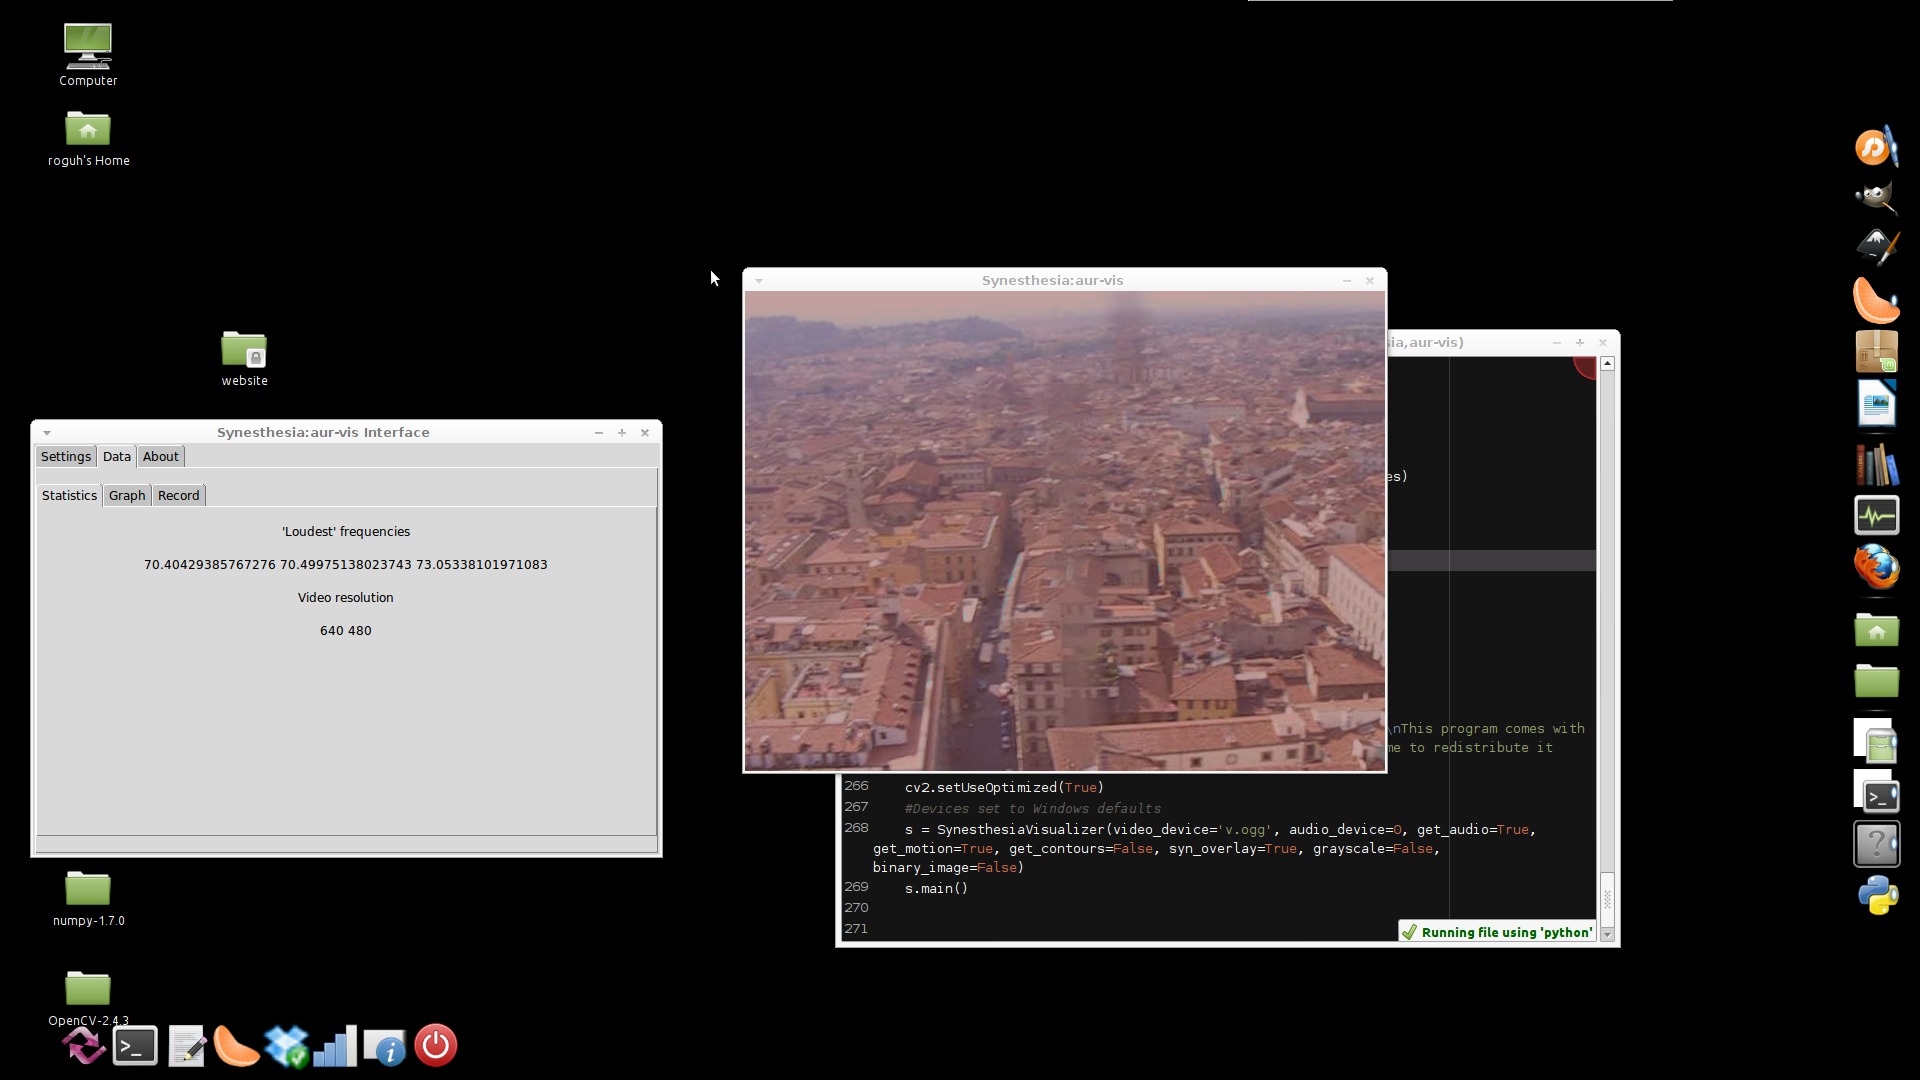 Computer
roguh's Home
website
Synesthesia:aur-vis Interface
Settings Data About
Statistics Graph Record
'Loudest' frequencies
70.40429385767276 70.49975138023743 73.05338101971083
Video resolution
640 480
numpy-1.7.0
OpenCV-2.4.3
Synesthesia:aur-vis
sia,aur-vis)
es)
\nThis program comes with
me to redistribute it
266 cv2.setUseOptimized(True)
267 #Devices set to Windows defaults
268 s = SynesthesiaVisualizer(video_device='v.ogg', audio_device=0, get_audio=True,
get_motion=True, get_contours=False, syn_overlay=True, grayscale=False,
binary_image=False)
269 s.main()
270
271
Running file using 'python'